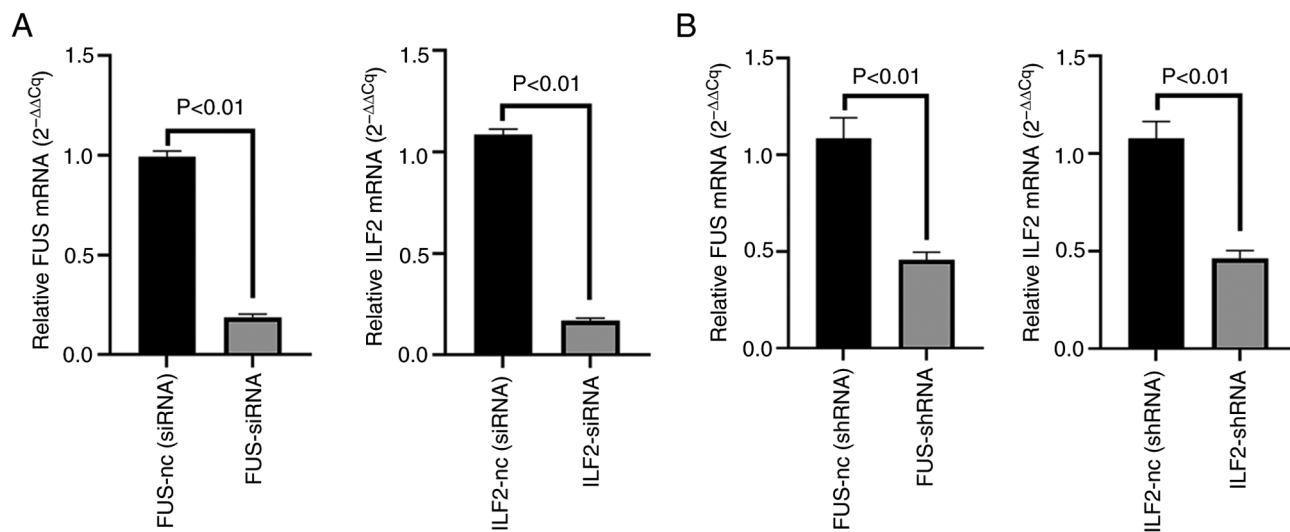 A
Relative FUS mRNA (2⁻ΔΔCq)
1.5
1.0
0.5
0.0
P<0.01
FUS-nc (siRNA)
FUS-siRNA
Relative ILF2 mRNA (2⁻ΔΔCq)
1.5
1.0
0.5
0.0
P<0.01
ILF2-nc (siRNA)
ILF2-siRNA
B
Relative FUS mRNA (2⁻ΔΔCq)
1.5
1.0
0.5
0.0
P<0.01
FUS-nc (shRNA)
FUS-shRNA
Relative ILF2 mRNA (2⁻ΔΔCq)
1.5
1.0
0.5
0.0
P<0.01
ILF2-nc (shRNA)
ILF2-shRNA